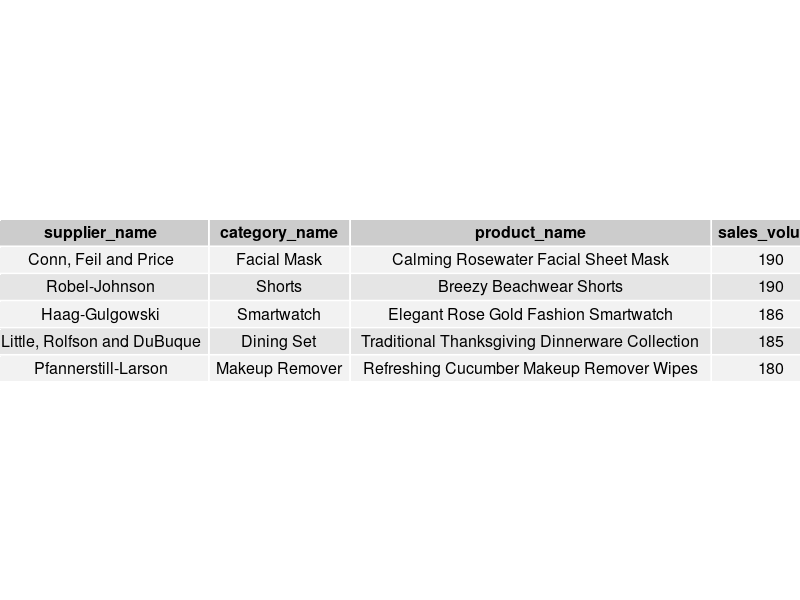 supplier_name category_name product_name sales_volu
Conn, Feil and Price Facial Mask Calming Rosewater Facial Sheet Mask 190
Robel-Johnson Shorts Breezy Beachwear Shorts 190
Haag-Gulgowski Smartwatch Elegant Rose Gold Fashion Smartwatch 186
Little, Rolfson and DuBuque Dining Set Traditional Thanksgiving Dinnerware Collection 185
Pfannerstill-Larson Makeup Remover Refreshing Cucumber Makeup Remover Wipes 180